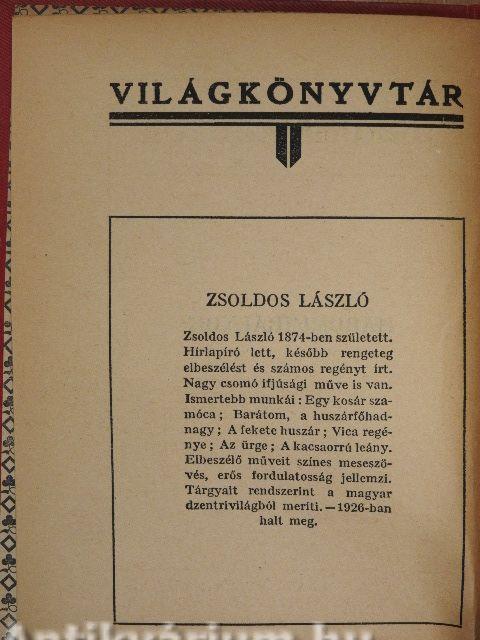 VILÁGKÖNYVTÁR
ZSOLDOS LÁSZLÓ
Zsoldos László 1874-ben született.
Hírlapíró lett, később rengeteg
elbeszélést és számos regényt írt.
Nagy csomó ifjúsági műve is van.
Ismertebb munkái : Egy kosár sza-
móca ; Barátom, a huszárfőhad-
nagy ; A fekete huszár ; Vica regé-
nye ; Az ürge ; A kacsaorrú leány.
Elbeszélő műveit színes meseszö-
vés, erős fordulatosság jellemzi.
Tárgyait rendszerint a magyar
dzentrivilágból meríti. — 1926-ban
halt meg.
Antikvárium.hu